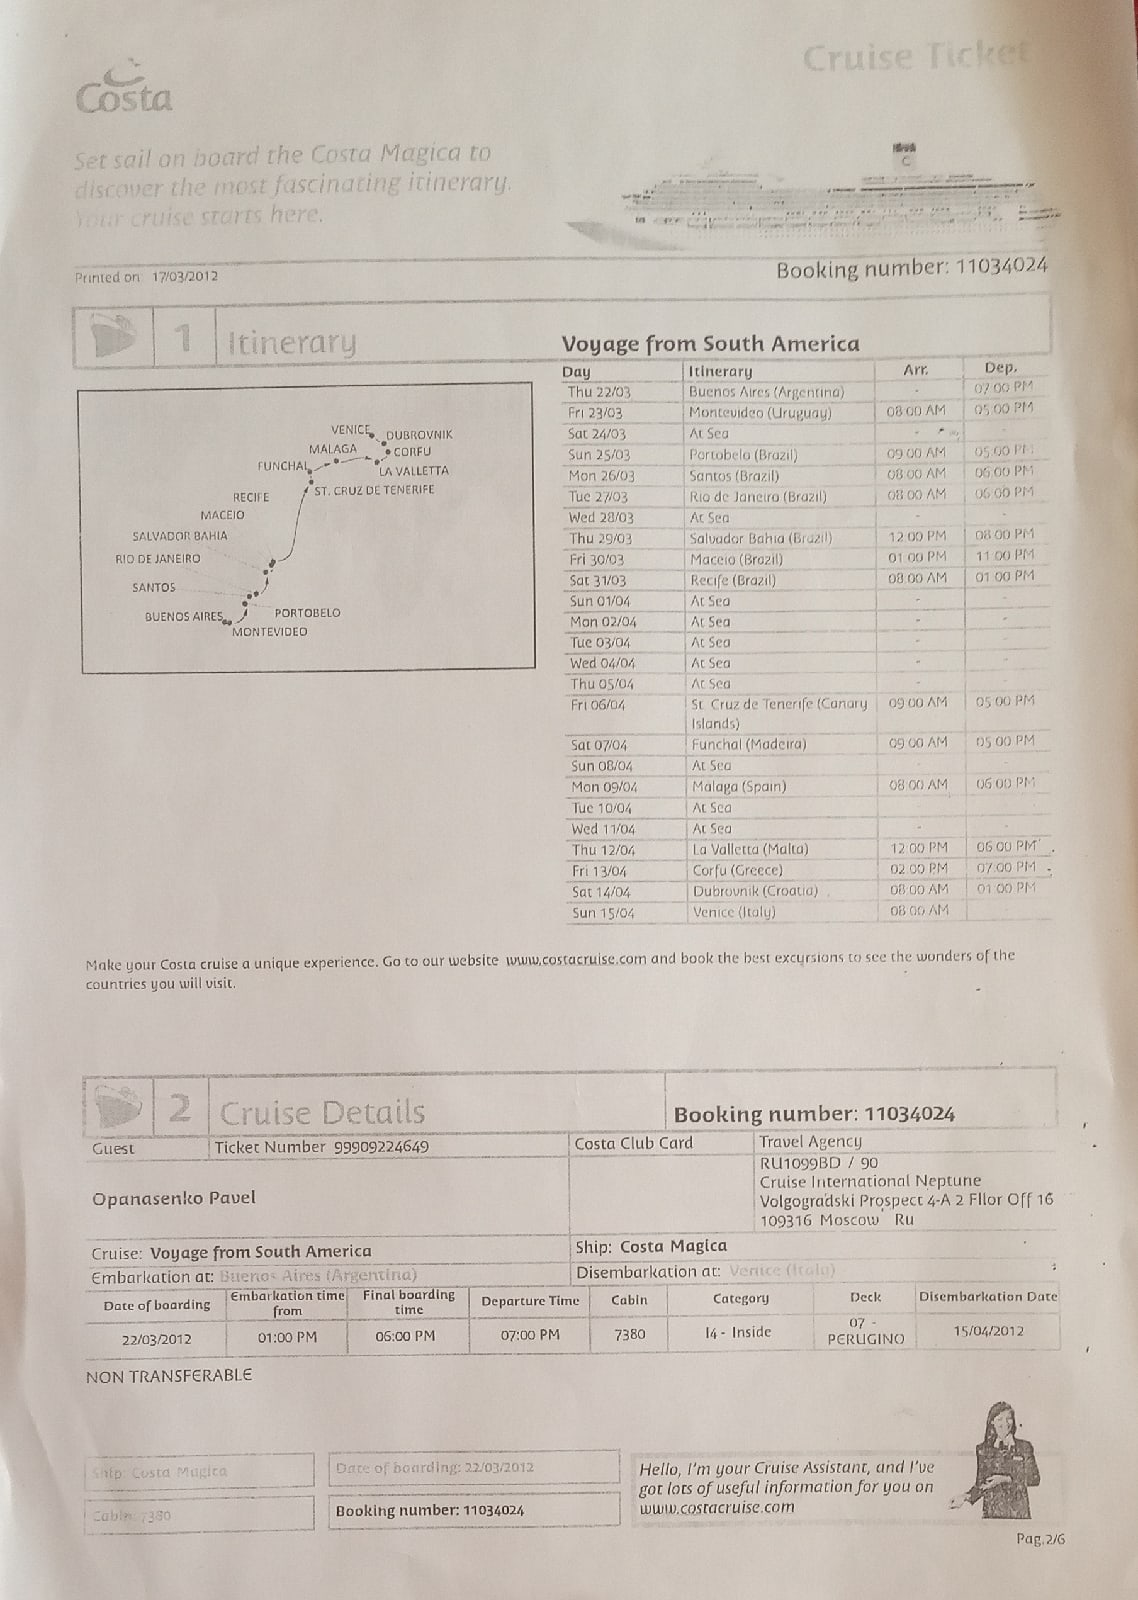 Cruise Ticket
Costa
Set sail on board the Costa Magica to
discover the most fascinating itinerary.
Your cruise starts here.
Printed on 17/03/2012
Booking number: 11034024
1 Itinerary
VENICE
DUBROVNIK
MALAGA
CORFU
FUNCHAL
LA VALLETTA
ST. CRUZ DE TENERIFE
RECIFE
MACEIO
SALVADOR BAHIA
RIO DE JANEIRO
SANTOS
BUENOS AIRES
PORTOBELO
MONTEVIDEO
Voyage from South America
Day Itinerary Arr. Dep.
Thu 22/03 Buenos Aires (Argentina) - 07:00 PM
Fri 23/03 Montevideo (Uruguay) 08:00 AM 05:00 PM
Sat 24/03 At Sea - -
Sun 25/03 Portobelo (Brazil) 09:00 AM 05:00 PM
Mon 26/03 Santos (Brazil) 08:00 AM 06:00 PM
Tue 27/03 Rio de Janeiro (Brazil) 08:00 AM 06:00 PM
Wed 28/03 At Sea - -
Thu 29/03 Salvador Bahia (Brazil) 12:00 PM 08:00 PM
Fri 30/03 Maceio (Brazil) 01:00 PM 11:00 PM
Sat 31/03 Recife (Brazil) 08:00 AM 01:00 PM
Sun 01/04 At Sea - -
Mon 02/04 At Sea - -
Tue 03/04 At Sea - -
Wed 04/04 At Sea - -
Thu 05/04 At Sea - -
Fri 06/04 St. Cruz de Tenerife (Canary 09:00 AM 05:00 PM
Islands)
Sat 07/04 Funchal (Madeira) 09:00 AM 05:00 PM
Sun 08/04 At Sea - -
Mon 09/04 Malaga (Spain) 08:00 AM 06:00 PM
Tue 10/04 At Sea - -
Wed 11/04 At Sea - -
Thu 12/04 La Valletta (Malta) 12:00 PM 06:00 PM
Fri 13/04 Corfu (Greece) 02:00 PM 07:00 PM
Sat 14/04 Dubrovnik (Croatia) 08:00 AM 01:00 PM
Sun 15/04 Venice (Italy) 08:00 AM
Make your Costa cruise a unique experience. Go to our website www.costacruise.com and book the best excursions to see the wonders of the
countries you will visit.
2 Cruise Details
Booking number: 11034024
Guest Ticket Number 99909224649 Costa Club Card Travel Agency
Opanasenko Pavel
RU1099BD / 90
Cruise International Neptune
Volgogradski Prospect 4-A 2 Fllor Off 16
109316 Moscow Ru
Cruise: Voyage from South America Ship: Costa Magica
Embarkation at: Buenos Aires (Argentina) Disembarkation at: Venice (Italy)
Date of boarding Embarkation time from Final boarding time Departure Time Cabin Category Deck Disembarkation Date
22/03/2012 01:00 PM 06:00 PM 07:00 PM 7380 I4 - Inside 07 - PERUGINO 15/04/2012
NON TRANSFERABLE
Ship: Costa Magica
Date of boarding: 22/03/2012
Cabin: 7380
Booking number: 11034024
Hello, I'm your Cruise Assistant, and I've
got lots of useful information for you on
www.costacruise.com
Pag.2/6